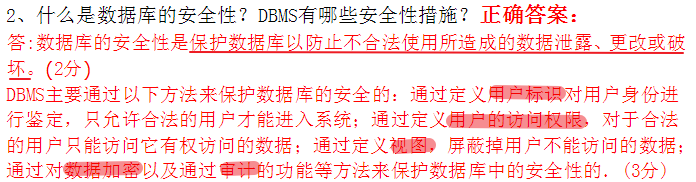 2、什么是数据库的安全性？DBMS有哪些安全性措施？正确答案：
答:数据库的安全性是保护数据库以防止不合法使用所造成的数据泄露、更改或破
坏。(2分)
DBMS主要通过以下方法来保护数据库的安全的：通过定义用户标识对用户身份进
行鉴定，只允许合法的用户才能进入系统；通过定义用户的访问权限，对于合法
的用户只能访问它有权访问的数据；通过定义视图，屏蔽掉用户不能访问的数据；
通过对数据加密以及通过审计的功能等方法来保护数据库中的安全性的. (3分)